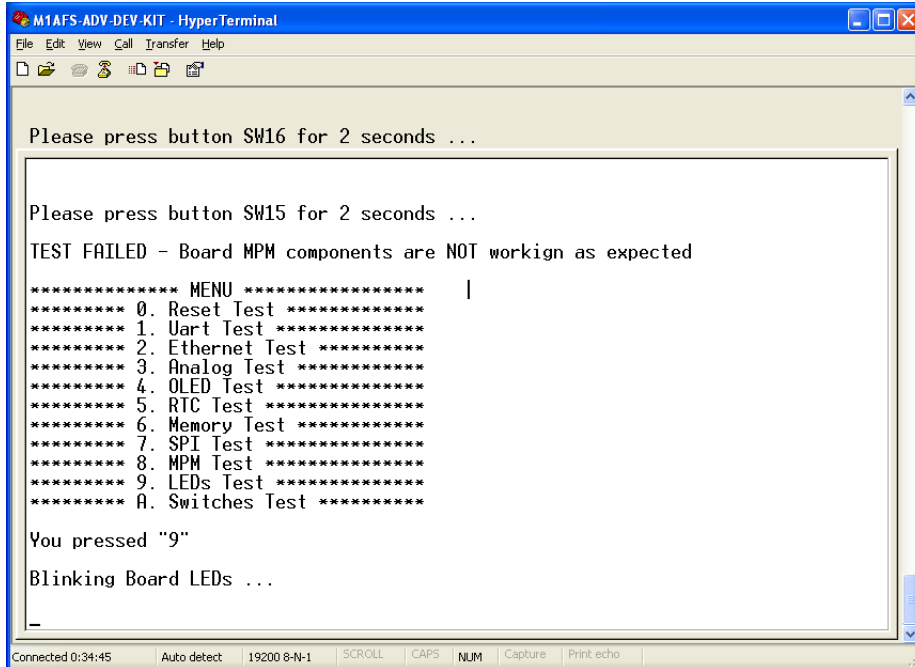 M1AFS-ADV-DEV-KIT - HyperTerminal
File Edit View Call Transfer Help
Please press button SW16 for 2 seconds ...
Please press button SW15 for 2 seconds ...
TEST FAILED - Board MPM components are NOT workign as expected
************** MENU *****************
********* 0. Reset Test *************
********* 1. Uart Test **************
********* 2. Ethernet Test **********
********* 3. Analog Test ************
********* 4. OLED Test **************
********* 5. RTC Test ***************
********* 6. Memory Test ************
********* 7. SPI Test ***************
********* 8. MPM Test ***************
********* 9. LEDs Test **************
********* A. Switches Test **********
You pressed "9"
Blinking Board LEDs ...
_
Connected 0:34:45 Auto detect 19200 8-N-1 SCROLL CAPS NUM Capture Print echo